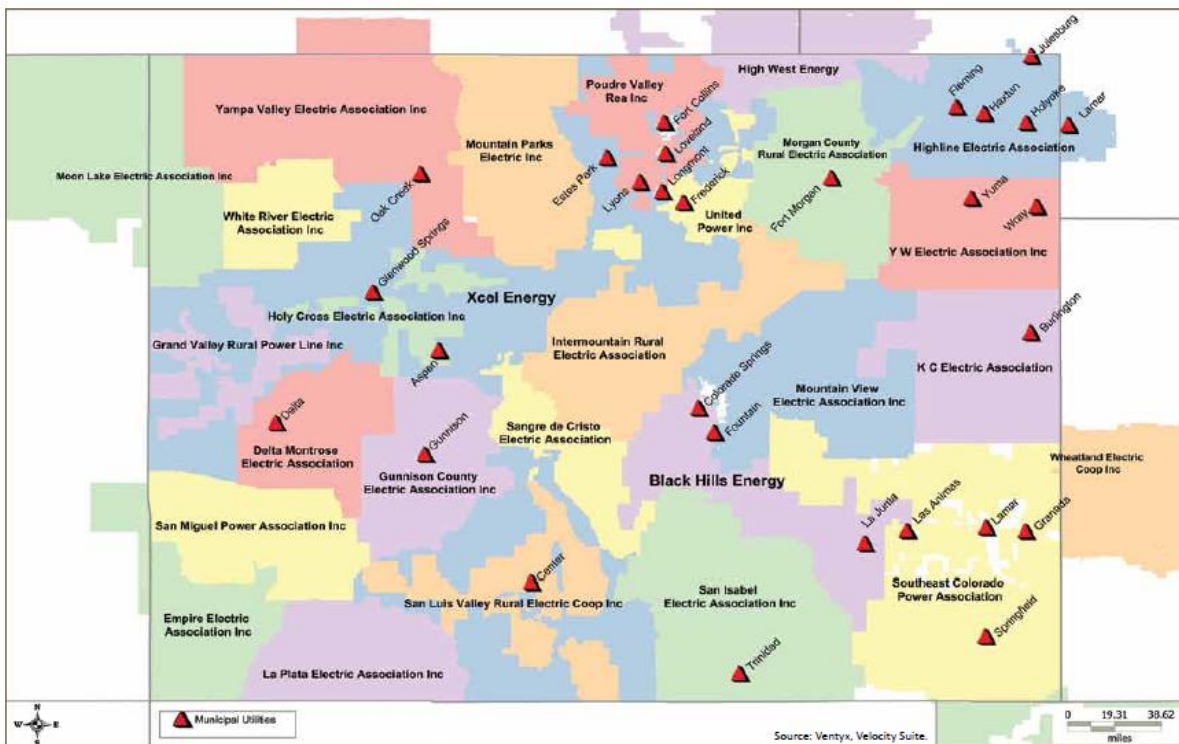 Julesburg
High West Energy
Fleming
Haxtun
Holyoke
Lamer
Poudre Valley
Rea Inc
Fort Collins
Yampa Valley Electric Association Inc
Mountain Parks
Electric Inc
Loveland
Morgan County
Rural Electric Association
Highline Electric Association
Estes Park
Longmont
Moon Lake Electric Association Inc
Oak Creek
Lyons
Frederick
Fort Morgan
Yuma
Wray
White River Electric
Association Inc
United
Power Inc
Y W Electric Association Inc
Glenwood Springs
Xcel Energy
Holy Cross Electric Association Inc
Grand Valley Rural Power Line Inc
Intermountain Rural
Electric Association
Burlington
Aspen
K C Electric Association
Colorado Springs
Mountain View
Electric Association Inc
Delta
Gunnison
Sangre de Cristo
Electric Association
Fountain
Delta Montrose
Electric Association
Wheatland Electric
Coop Inc
Gunnison County
Electric Association Inc
Black Hills Energy
San Miguel Power Association Inc
La Junta
Las Animas
Lamar
Granada
Center
San Luis Valley Rural Electric Coop Inc
San Isabel
Electric Association Inc
Southeast Colorado
Power Association
Empire Electric
Association Inc
Springfield
La Plata Electric Association Inc
Trinidad
N
W E
S
Municipal Utilities
0 19.31 38.62
miles
Source: Ventyx, Velocity Suite.